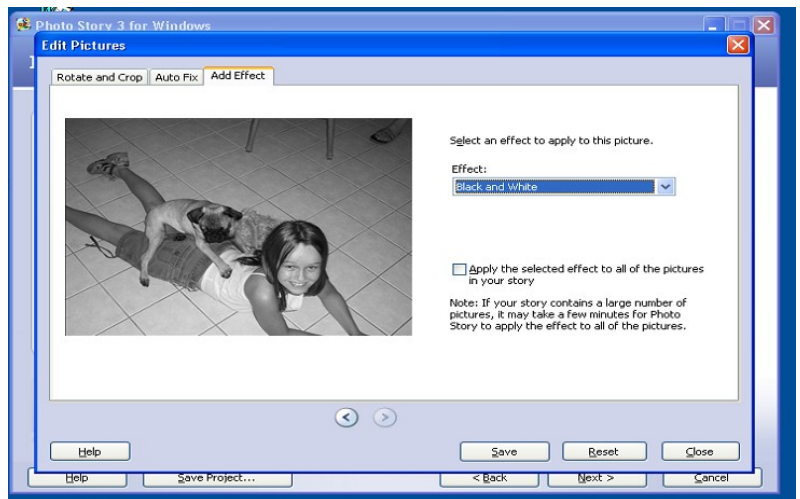 Photo Story 3 for Windows
Edit Pictures
Rotate and Crop Auto Fix Add Effect
Select an effect to apply to this picture.
Effect:
Black and White
Apply the selected effect to all of the pictures
in your story
Note: If your story contains a large number of
pictures, it may take a few minutes for Photo
Story to apply the effect to all of the pictures.
Help Save Reset Close
Help Save Project... < Back Next > Cancel